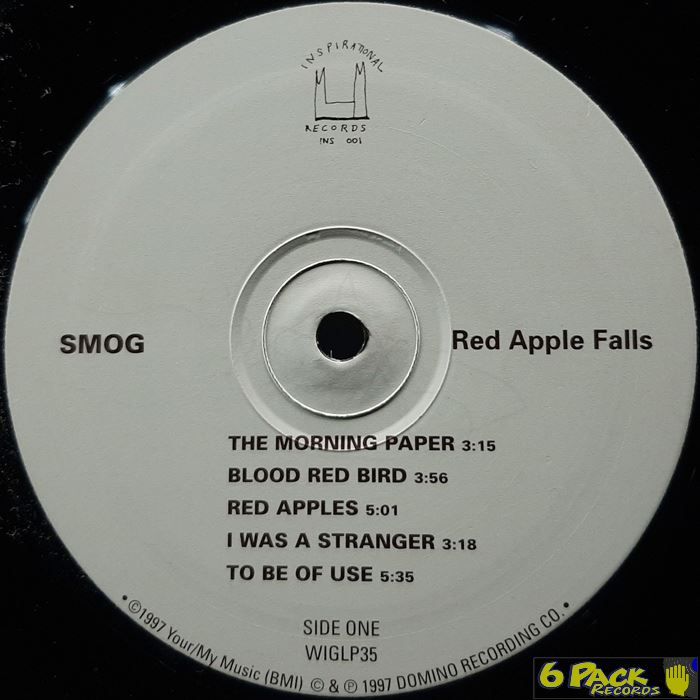 INSPIRATIONAL
RECORDS
INS 001
SMOG
Red Apple Falls
THE MORNING PAPER 3:15
BLOOD RED BIRD 3:56
RED APPLES 5:01
I WAS A STRANGER 3:18
TO BE OF USE 5:35
SIDE ONE
WIGLP35
• ©1997 Your/My Music (BMI) © & ℗ 1997 DOMINO RECORDING CO. •
6 PACK
RECORDS